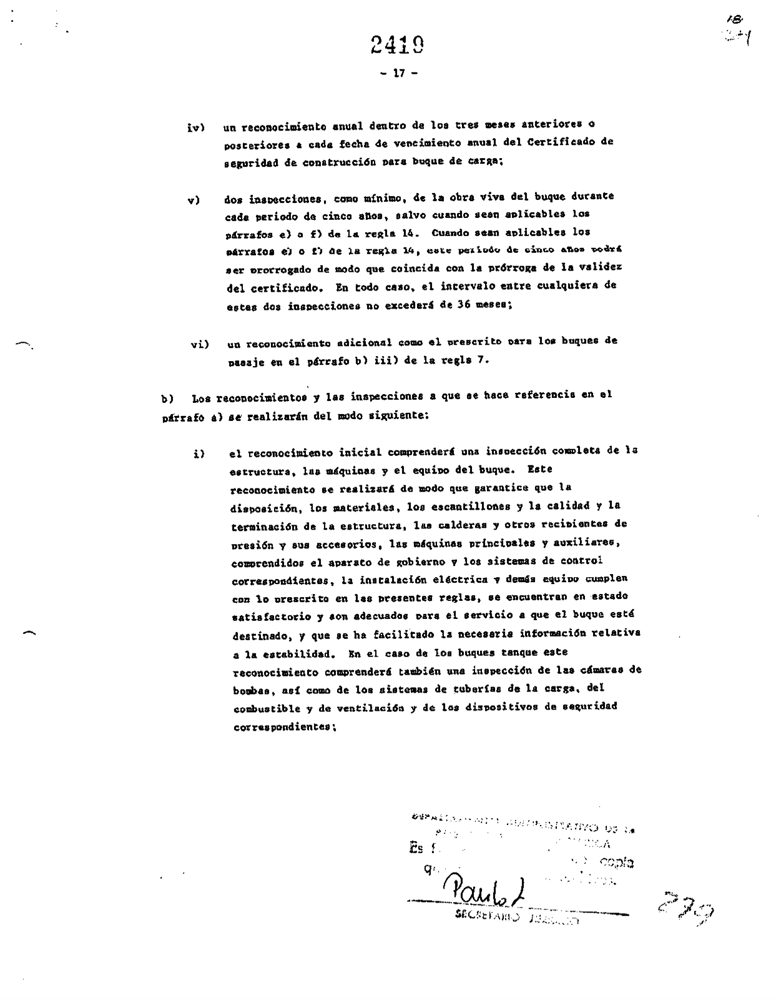 18
2419
- 17 -
iv) un reconocimiento anual dentro de los tres meses anteriores o
posteriores a cada fecha de vencimiento anual del Certificado de
seguridad de construcción para buque de carga;
v) dos inspecciones, como mínimo, de la obra viva del buque durante
cada periodo de cinco años, salvo cuando sean aplicables los
párrafos e) o f) de la regla 14. Cuando sean aplicables los
párrafos e) o f) de la regla 14, este periodo de cinco años podrá
ser prorrogado de modo que coincida con la prórroga de la validez
del certificado. En todo caso, el intervalo entre cualquiera de
estas dos inspecciones no excederá de 36 meses;
vi) un reconocimiento adicional como el prescrito para los buques de
pasaje en el párrafo b) iii) de la regla 7.
b) Los reconocimientos y las inspecciones a que se hace referencia en el
párrafo a) se realizarán del modo siguiente:
i) el reconocimiento inicial comprenderá una inspección completa de la
estructura, las máquinas y el equipo del buque. Este
reconocimiento se realizará de modo que garantice que la
disposición, los materiales, los escantillones y la calidad y la
terminación de la estructura, las calderas y otros recipientes de
presión y sus accesorios, las máquinas principales y auxiliares,
comprendidos el aparato de gobierno y los sistemas de control
correspondientes, la instalación eléctrica y demás equipo cumplen
con lo prescrito en las presentes reglas, se encuentran en estado
satisfactorio y son adecuados para el servicio a que el buque está
destinado, y que se ha facilitado la necesaria información relativa
a la estabilidad. En el caso de los buques tanque este
reconocimiento comprenderá también una inspección de las cámaras de
bombas, así como de los sistemas de tuberías de la carga, del
combustible y de ventilación y de los dispositivos de seguridad
correspondientes;
Es
copia
SECRETARIO
279